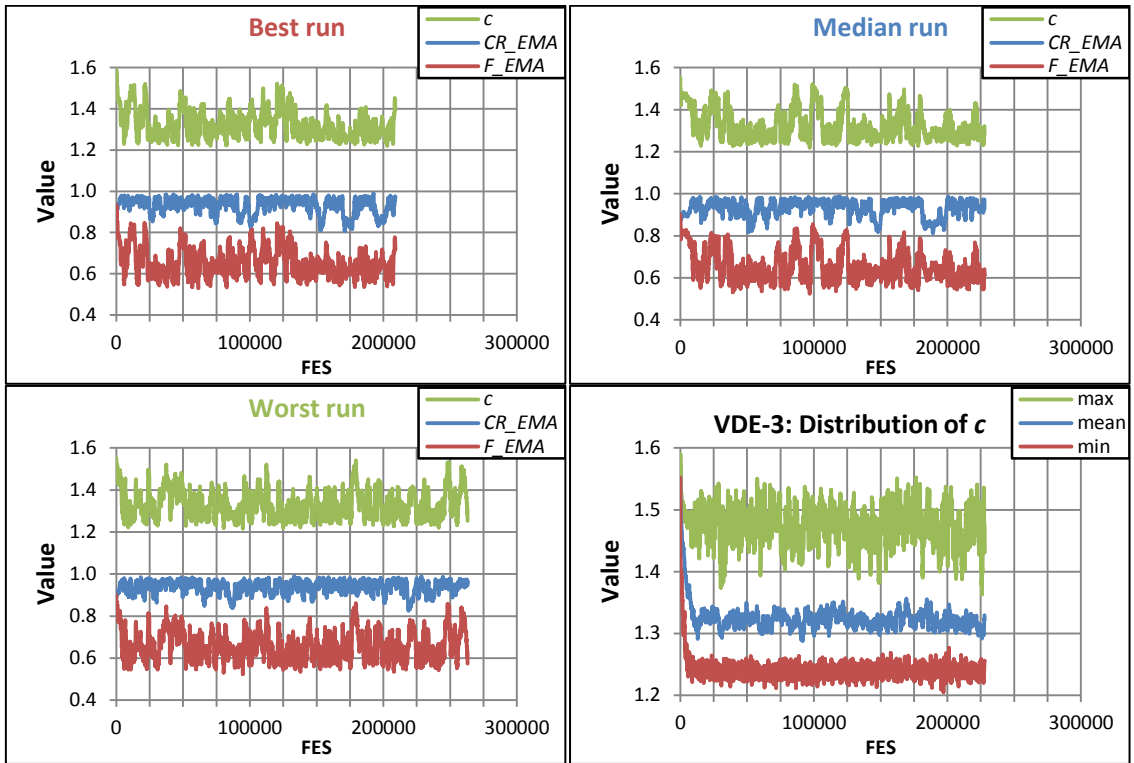 Best run
c
CR_EMA
F_EMA
1.6
1.4
1.2
1.0
0.8
0.6
0.4
Value
0
100000
200000
300000
FES
Median run
c
CR_EMA
F_EMA
1.6
1.4
1.2
1.0
0.8
0.6
0.4
Value
0
100000
200000
300000
FES
Worst run
c
CR_EMA
F_EMA
1.6
1.4
1.2
1.0
0.8
0.6
0.4
Value
0
100000
200000
300000
FES
VDE-3: Distribution of c
max
mean
min
1.6
1.5
1.4
1.3
1.2
Value
0
100000
200000
300000
FES